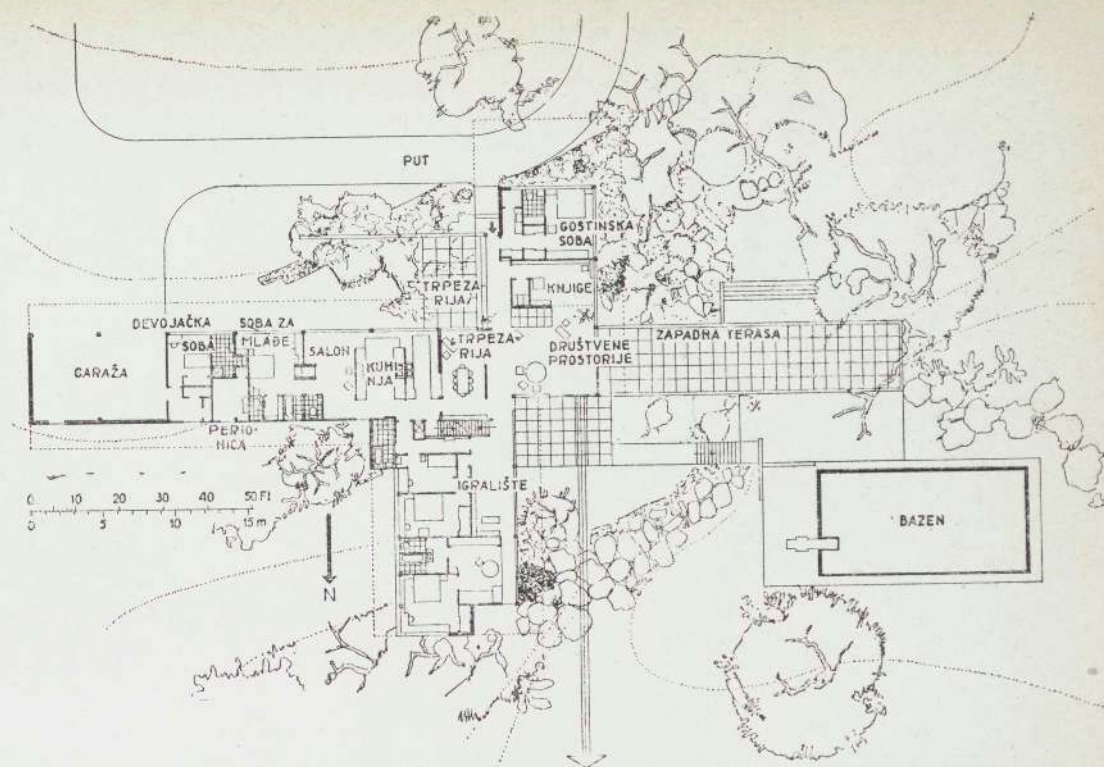 PUT
GOSTINSKA
SOBA
TRPEZA-
RIJA
KNJIGE
DEVOJAČKA
SOBA
SOBA ZA
MLAĐE
SALON
KUHI-
NJA
TRPEZA-
RIJA
DRUŠTVENE
PROSTORIJE
ZAPADNA TERASA
GARAŽA
PERIO-
NICA
IGRALIŠTE
0 10 20 30 40 50 FT
0 5 10 15 m
N
BAZEN